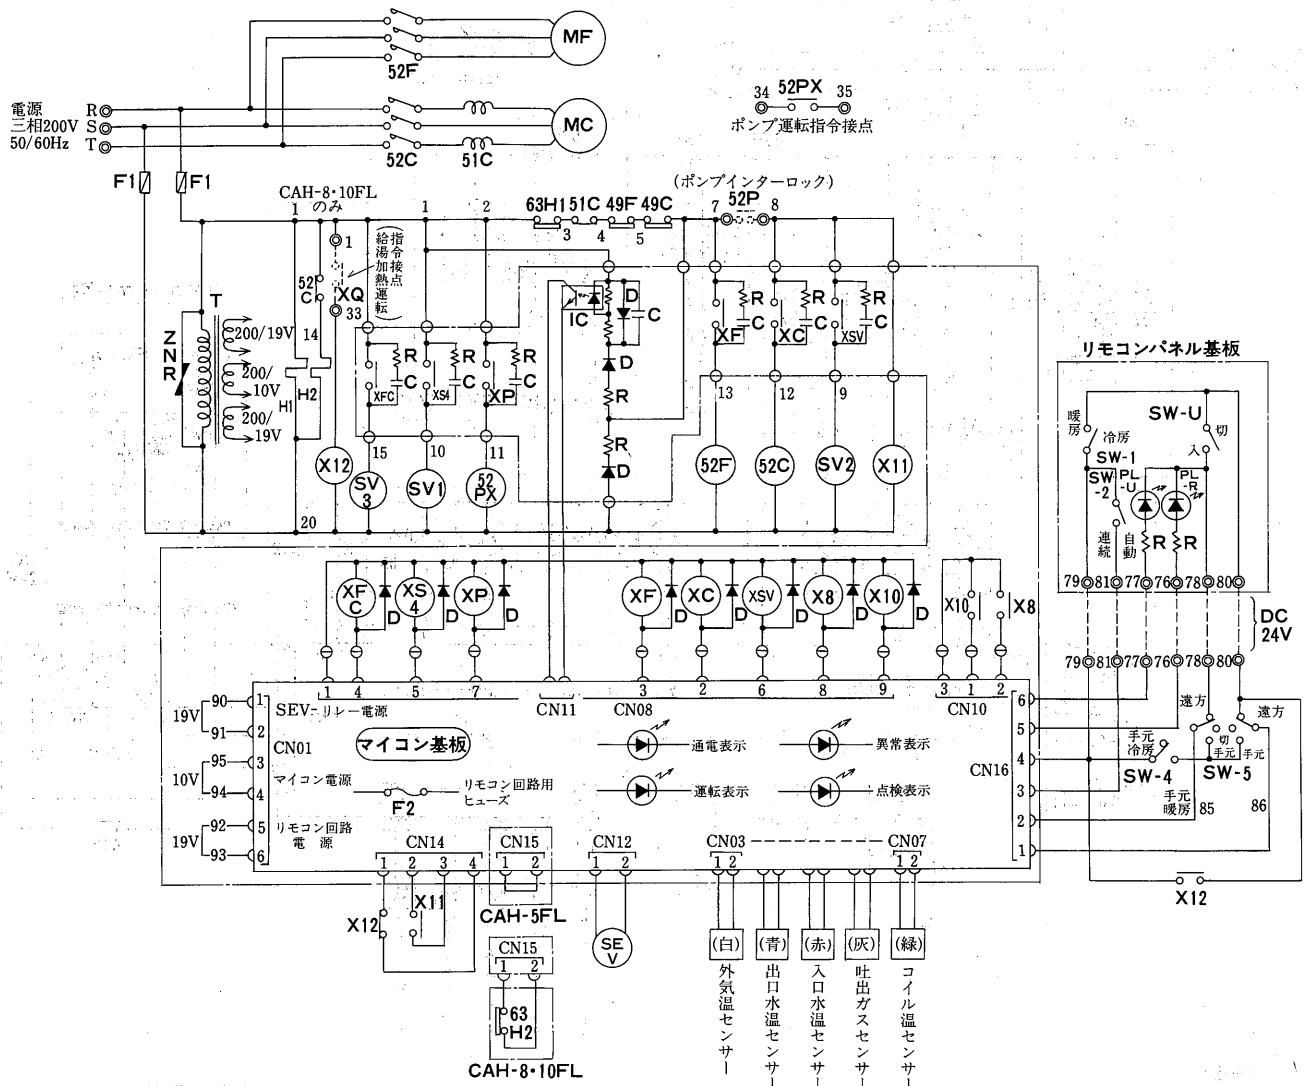 MF
52F
電源 R
三相200V S
50/60Hz T
MC
52C 51C
34 52PX 35
ポンプ運転指令接点
F1 F1
CAH-8・10FL
のみ
1
1 2
63H1 51C 49F 49C
3 4 5
(ポンプインターロック)
52P
7 8
1
(給湯加熱運転
指令接点)
52
C
XQ
33
14
T
ZNR
200/19V
200/
10V
200/
19V
H1
H2
R
C
XFC
R
C
XS4
R
C
XP
IC
D
C
D
R
R
D
R
C
XF
R
C
XC
R
C
XSV
13 12 9
15 10 11
X12
SV
3
SV1
52
PX
52F
52C
SV2
X11
20
リモコンパネル基板
暖房
冷房
SW-1
SW-U
切
入
SW
-2
PL
-U
PL
-R
連続
自動
R R
79 81 77 76 78 80
DC
24V
79 81 77 76 78 80
XF
C
D
XS
4
D
XP
D
XF
D
XC
D
XSV
D
X8
D
X10
D
X10 X8
1 4 5 7
CN11
3 2 6 8 9
CN08
3 1 2
CN10
19V
90 1
91 2
SEV-リレー電源
CN01
10V
95 3
94 4
マイコン電源
19V
92 5
93 6
リモコン回路
電源
マイコン基板
F2
リモコン回路用
ヒューズ
通電表示
異常表示
運転表示
点検表示
CN16
6
5
4
3
2
1
遠方
遠方
手元
冷房
SW-4
手元
暖房
切
手元 手元
SW-5
85 86
X12
CN14
1 2 3 4
X12 X11
CN15
1 2
CAH-5FL
CN15
1 2
63
H2
CAH-8・10FL
CN12
1 2
SE
V
CN03
1 2
CN07
1 2
(白)
外気温センサー
(青)
出口水温センサー
(赤)
入口水温センサー
(灰)
吐出ガスセンサー
(緑)
コイル温センサー